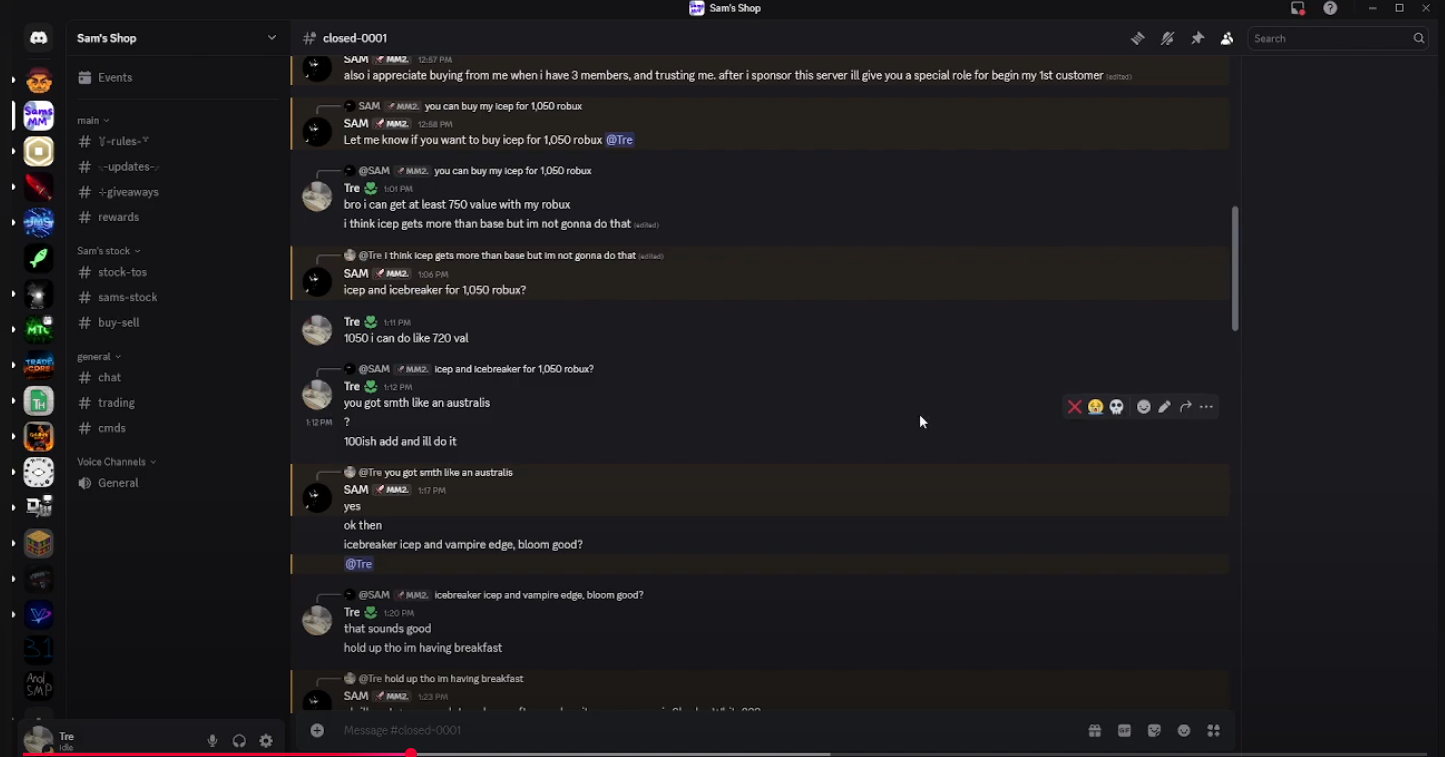 Sam's Shop
Sam's Shop
closed-0001
Search
Events
main
-rules-
-updates-
-giveaways
rewards
Sam's stock
stock-tos
sams-stock
buy-sell
general
chat
trading
cmds
Voice Channels
General
Tre
Idle
SAM MM2. 12:57 PM
also i appreciate buying from me when i have 3 members, and trusting me. after i sponsor this server ill give you a special role for begin my 1st customer (edited)
SAM MM2. you can buy my icep for 1,050 robux
SAM MM2. 12:58 PM
Let me know if you want to buy icep for 1,050 robux @Tre
@SAM MM2. you can buy my icep for 1,050 robux
Tre 1:01 PM
bro i can get at least 750 value with my robux
i think icep gets more than base but im not gonna do that (edited)
@Tre i think icep gets more than base but im not gonna do that (edited)
SAM MM2. 1:06 PM
icep and icebreaker for 1,050 robux?
Tre 1:11 PM
1050 i can do like 720 val
@SAM MM2. icep and icebreaker for 1,050 robux?
Tre 1:12 PM
you got smth like an australis
1:12 PM ?
100ish add and ill do it
@Tre you got smth like an australis
SAM MM2. 1:17 PM
yes
ok then
icebreaker icep and vampire edge, bloom good?
@Tre
@SAM MM2. icebreaker icep and vampire edge, bloom good?
Tre 1:20 PM
that sounds good
hold up tho im having breakfast
@Tre hold up tho im having breakfast
SAM MM2. 1:23 PM
Message #closed-0001